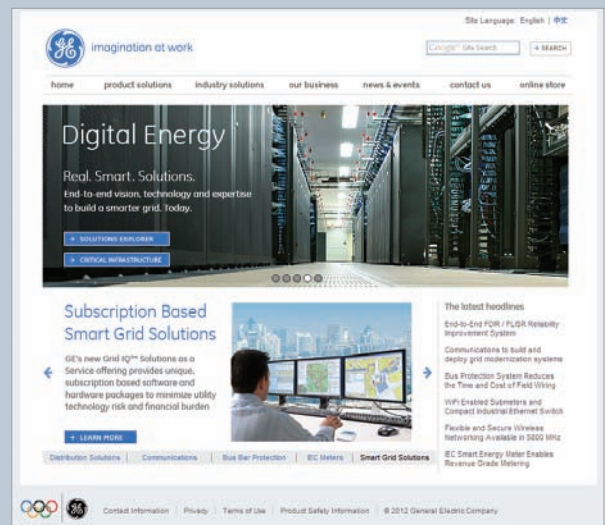 Site Language: English | 中文
GE
imagination at work
Google™ Site Search
+ SEARCH
home product solutions industry solutions our business news & events contact us online store
Digital Energy
Real. Smart. Solutions.
End-to-end vision, technology and expertise
to build a smarter grid. Today.
+ SOLUTIONS EXPLORER
+ CRITICAL INFRASTRUCTURE
Subscription Based
Smart Grid Solutions
GE's new Grid IQ™ Solutions as a
Service offering provides unique,
subscription based software and
hardware packages to minimize utility
technology risk and financial burden
+ LEARN MORE
The latest headlines
End-to-End FDIR / FLISR Reliability
Improvement System
Communications to build and
deploy grid modernization systems
Bus Protection System Reduces
the Time and Cost of Field Wiring
WiFi Enabled Submeters and
Compact Industrial Ethernet Switch
Flexible and Secure Wireless
Networking Available in 5800 MHz
IEC Smart Energy Meter Enables
Revenue Grade Metering
Distribution Solutions | Communications | Bus Bar Protection | IEC Meters | Smart Grid Solutions
GE
Contact Information | Privacy | Terms of Use | Product Safety Information | © 2012 General Electric Company